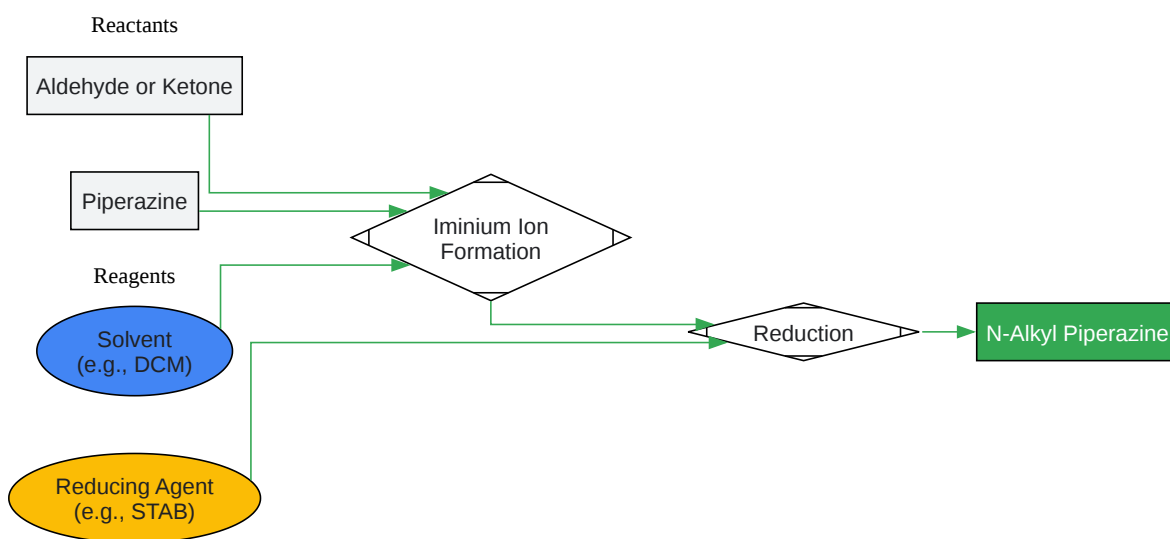 Reactants
Aldehyde or Ketone
Piperazine
Iminium Ion
Formation
Reagents
Solvent
(e.g., DCM)
Reduction
N-Alkyl Piperazine
Reducing Agent
(e.g., STAB)